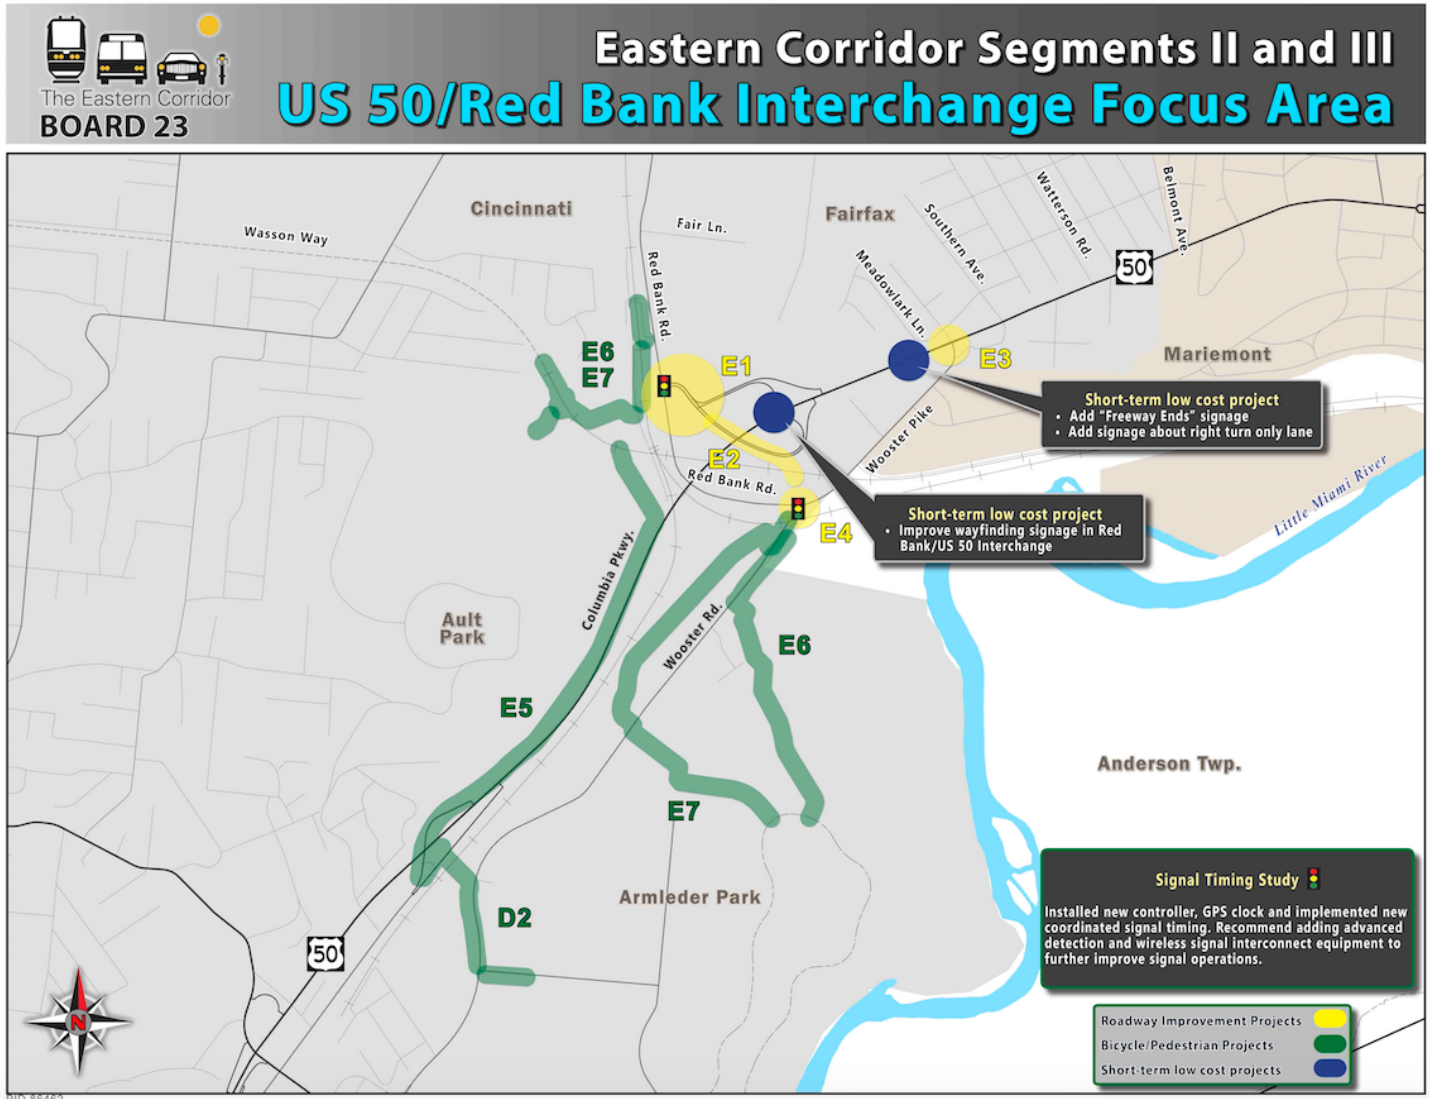 Eastern Corridor Segments II and III
US 50/Red Bank Interchange Focus Area
The Eastern Corridor
BOARD 23
Cincinnati
Fairfax
Wasson Way
Fair Ln.
Red Bank Rd.
Meadowlark Ln.
Southern Ave.
Watterson Rd.
Belmont Ave.
50
Mariemont
E6
E7
E1
E3
Short-term low cost project
• Add "Freeway Ends" signage
• Add signage about right turn only lane
E2
Red Bank Rd.
Wooster Pike
Little Miami River
Short-term low cost project
• Improve wayfinding signage in Red
Bank/US 50 Interchange
E4
Columbia Pkwy.
Ault
Park
Wooster Rd.
E6
E5
Anderson Twp.
E7
Armleder Park
D2
50
N
Signal Timing Study
Installed new controller, GPS clock and implemented new
coordinated signal timing. Recommend adding advanced
detection and wireless signal interconnect equipment to
further improve signal operations.
Roadway Improvement Projects
Bicycle/Pedestrian Projects
Short-term low cost projects